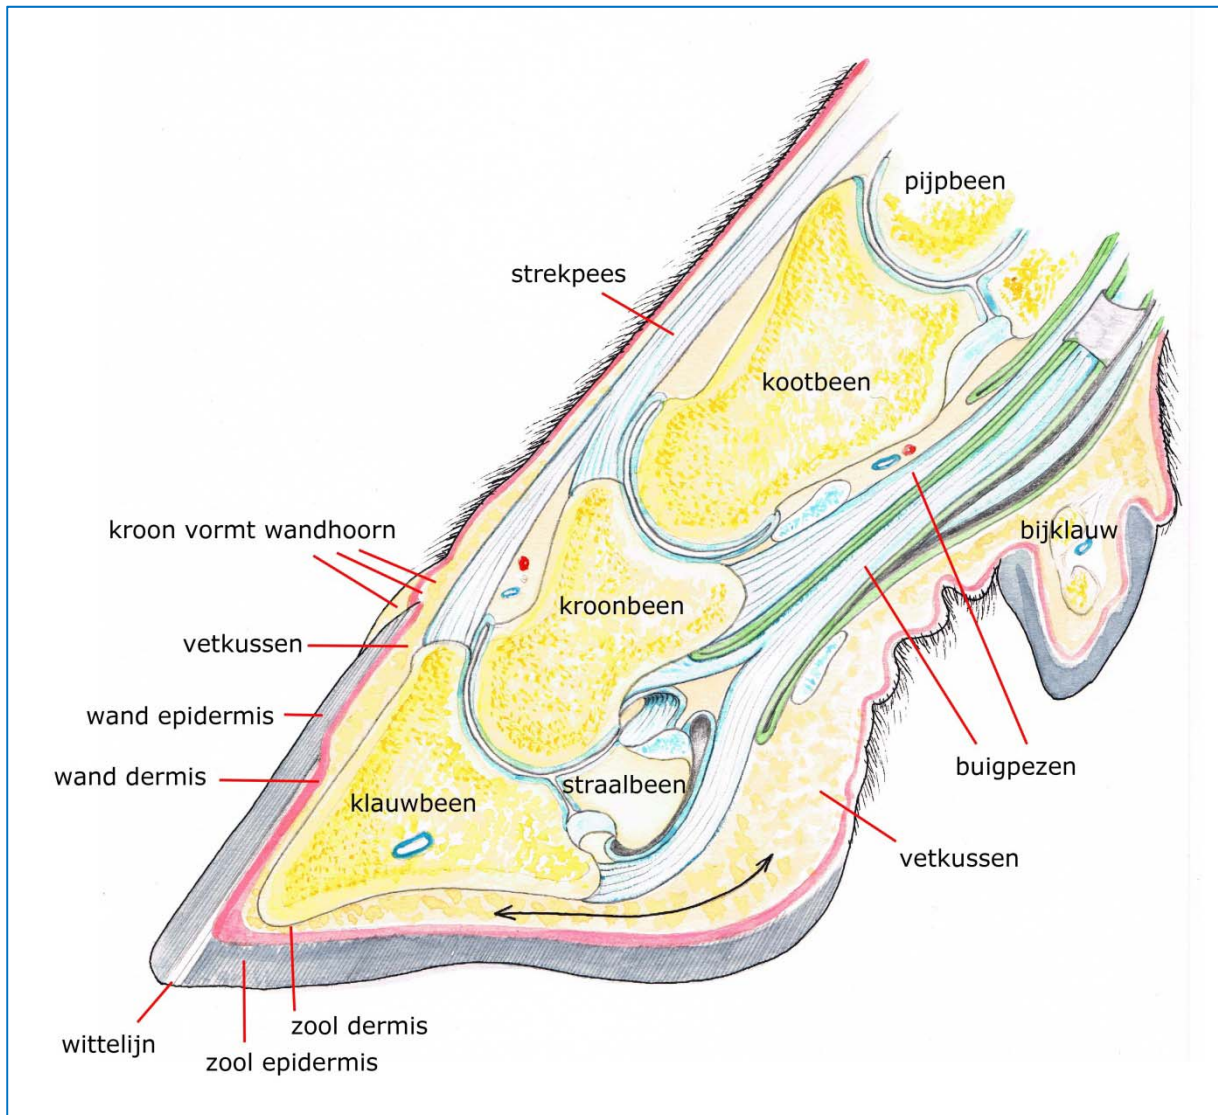 pijpbeen
strekpees
kootbeen
kroon vormt wandhoorn
bijklauw
kroonbeen
vetkussen
wand epidermis
buigpezen
wand dermis
straalbeen
klauwbeen
vetkussen
zool dermis
wittelijn
zool epidermis